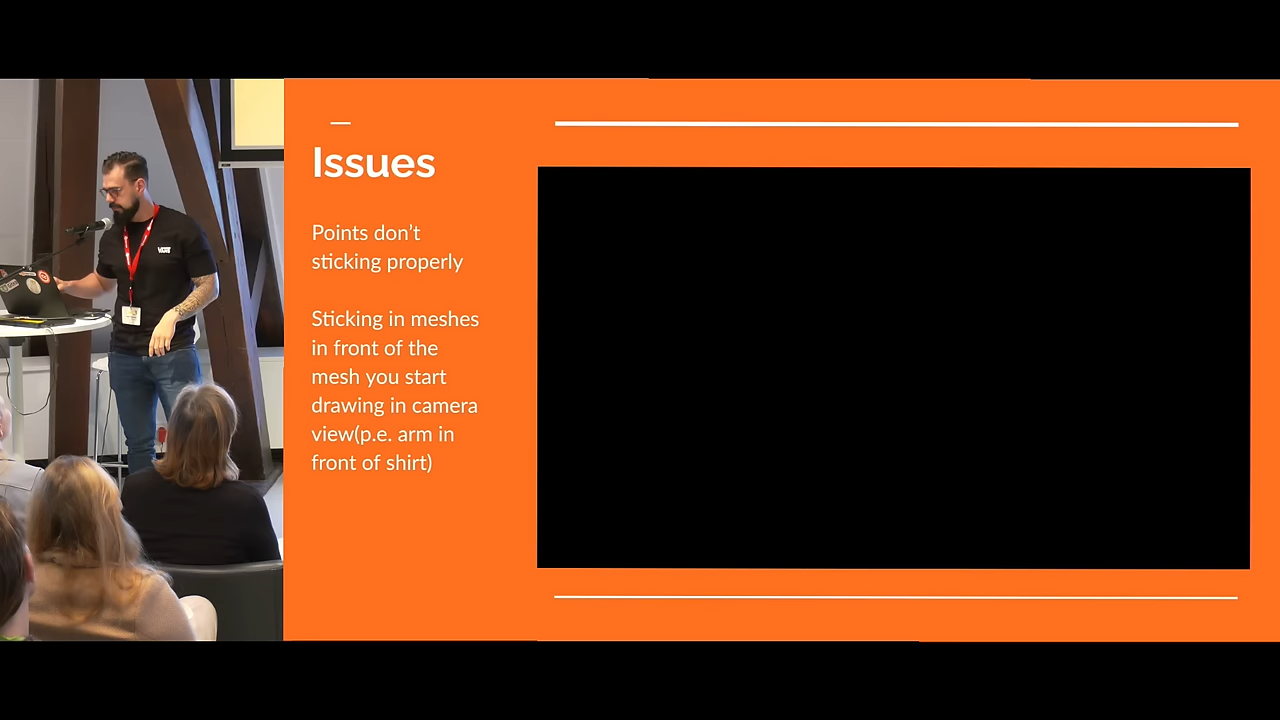 Issues
Points don’t
sticking properly
Sticking in meshes
in front of the
mesh you start
drawing in camera
view(p.e. arm in
front of shirt)